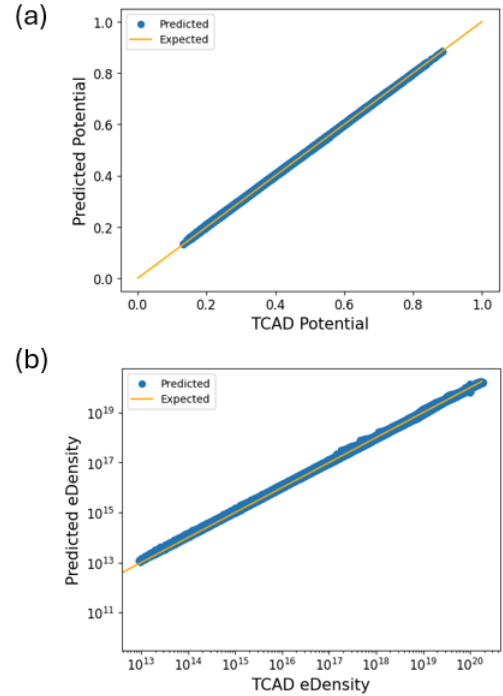 (a)
Predicted
Expected
Predicted Potential
1.0
0.8
0.6
0.4
0.2
0.0
0.0 0.2 0.4 0.6 0.8 1.0
TCAD Potential
(b)
Predicted
Expected
Predicted eDensity
10¹⁹
10¹⁷
10¹⁵
10¹³
10¹¹
10¹³ 10¹⁴ 10¹⁵ 10¹⁶ 10¹⁷ 10¹⁸ 10¹⁹ 10²⁰
TCAD eDensity